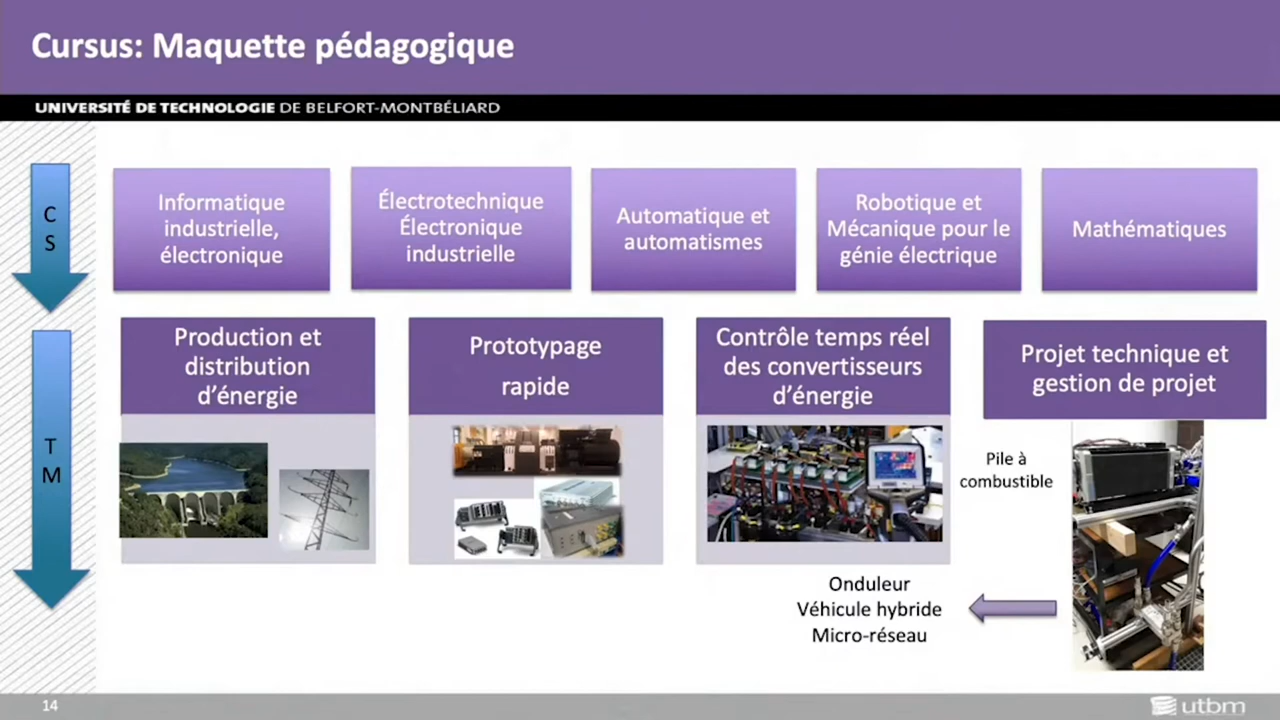 Cursus: Maquette pédagogique
UNIVERSITÉ DE TECHNOLOGIE DE BELFORT-MONTBÉLIARD
C
S
Informatique
industrielle,
électronique
Électrotechnique
Électronique
industrielle
Automatique et
automatismes
Robotique et
Mécanique pour le
génie électrique
Mathématiques
T
M
Production et
distribution
d'énergie
Prototypage
rapide
Contrôle temps réel
des convertisseurs
d'énergie
Projet technique et
gestion de projet
Pile à
combustible
Onduleur
Véhicule hybride
Micro-réseau
14
utbm